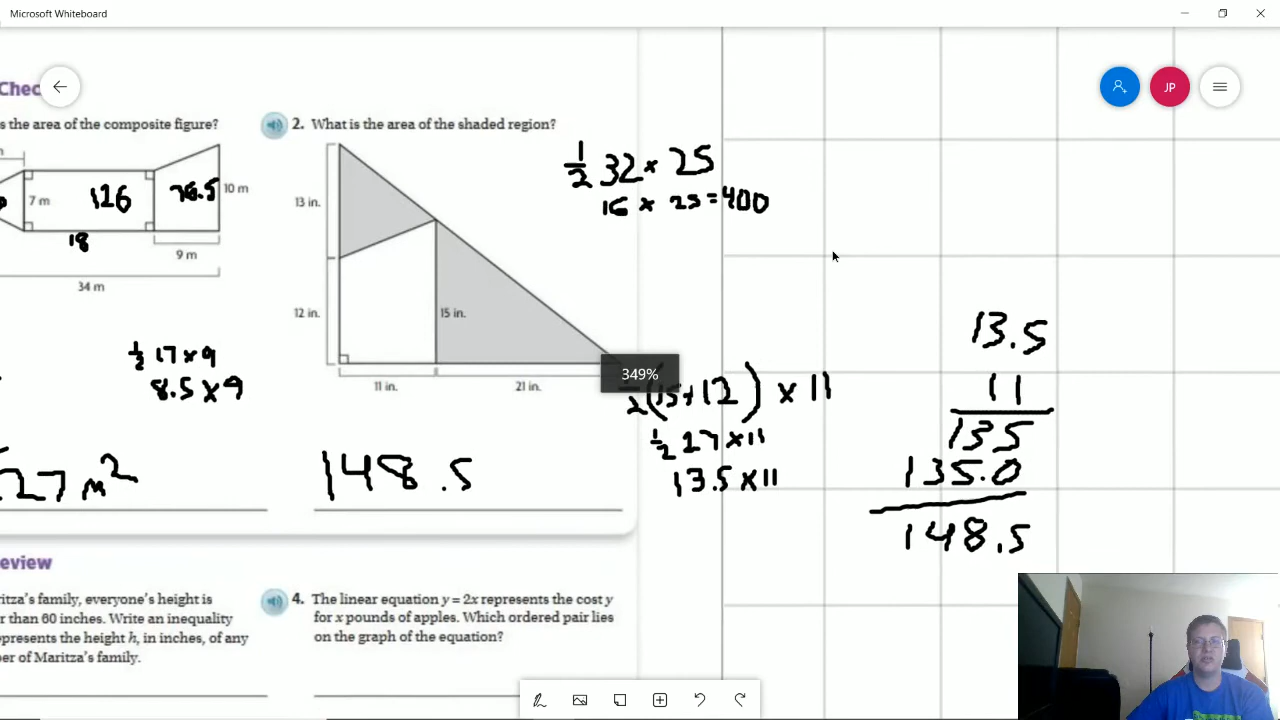 Microsoft Whiteboard
Chec
s the area of the composite figure?
7 m
126
76.5
10 m
18
9 m
34 m
1/2 17 x 9
8.5 x 9
27 m²
2. What is the area of the shaded region?
13 in.
12 in.
15 in.
11 in.
21 in.
1/2 32 x 25
16 x 25 = 400
349%
(15+12) x 11
1/2 27 x 11
13.5 x 11
148.5
13.5
11
135
135.0
148.5
JP
eview
ritza's family, everyone's height is
r than 60 inches. Write an inequality
presents the height h, in inches, of any
er of Maritza's family.
4. The linear equation y = 2x represents the cost y
for x pounds of apples. Which ordered pair lies
on the graph of the equation?